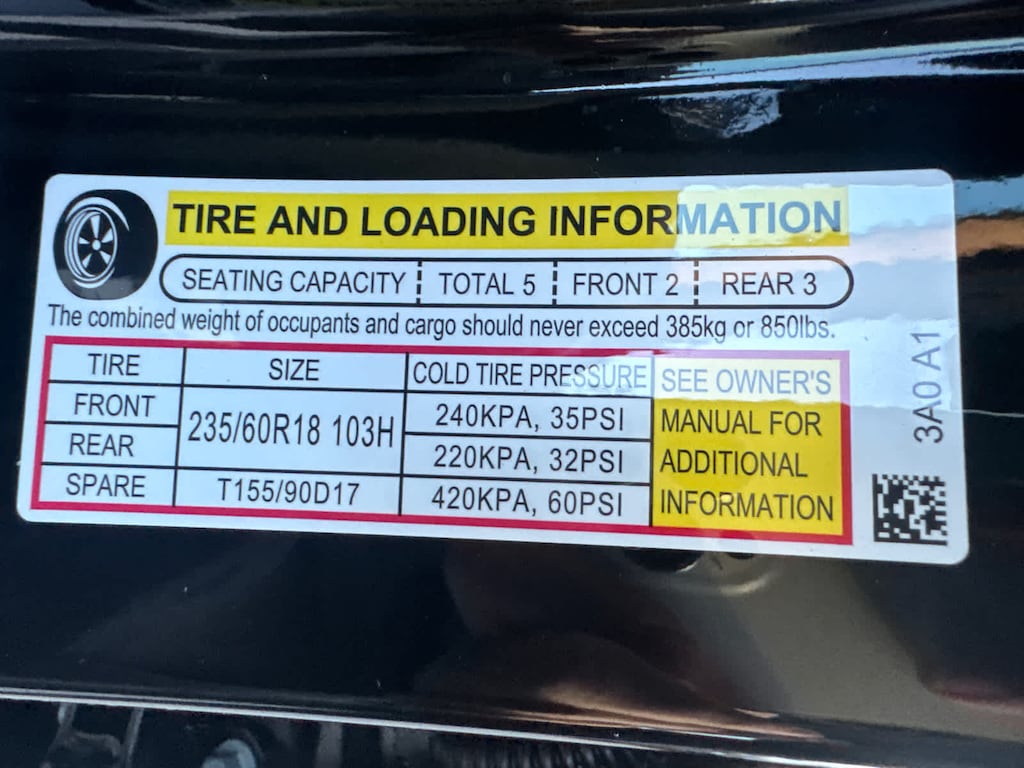 TIRE AND LOADING INFORMATION
SEATING CAPACITY TOTAL 5 FRONT 2 REAR 3
The combined weight of occupants and cargo should never exceed 385kg or 850lbs.
TIRE SIZE COLD TIRE PRESSURE SEE OWNER'S
FRONT 235/60R18 103H 240KPA, 35PSI MANUAL FOR
REAR 220KPA, 32PSI ADDITIONAL
SPARE T155/90D17 420KPA, 60PSI INFORMATION
3A0 A1